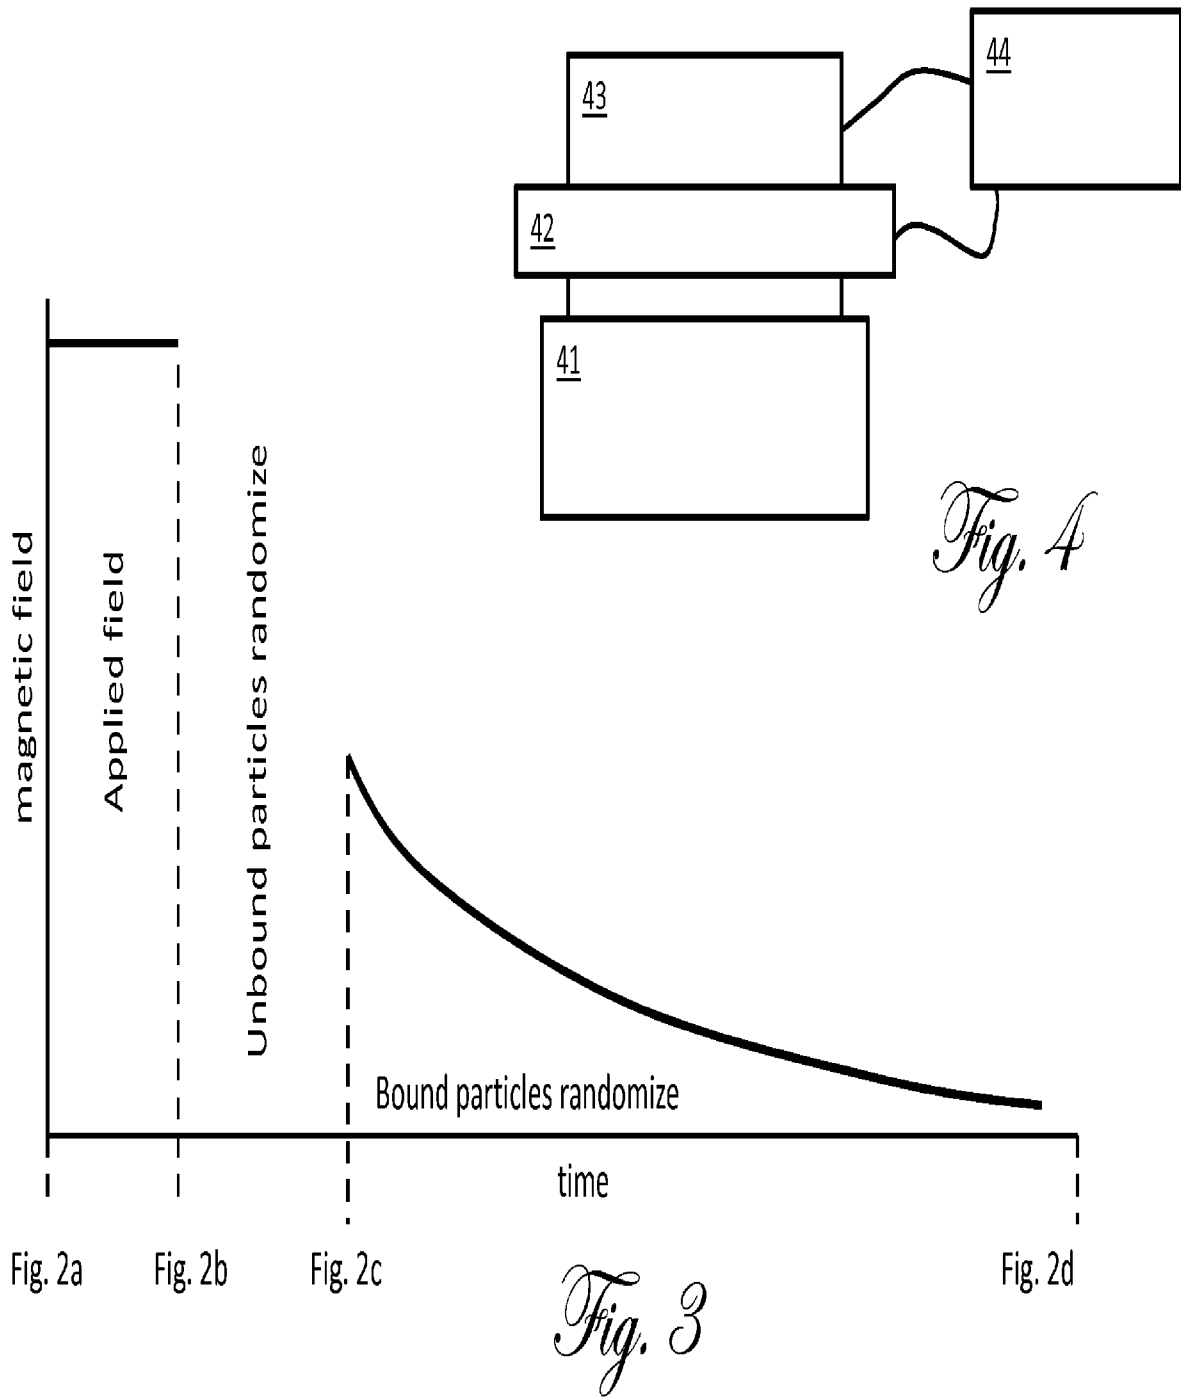 44
43
42
41
Fig. 4
magnetic field
Applied field
Unbound particles randomize
Bound particles randomize
time
Fig. 2a
Fig. 2b
Fig. 2c
Fig. 2d
Fig. 3